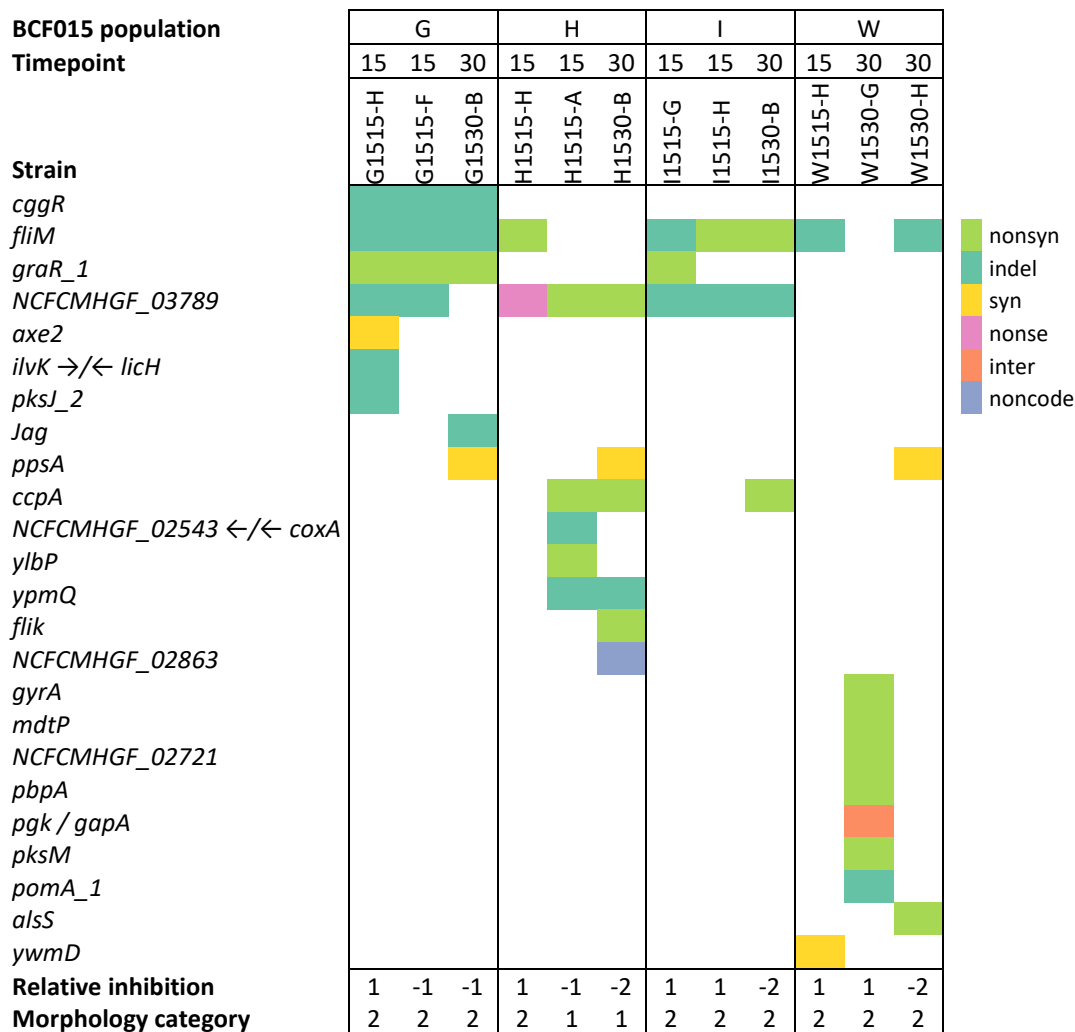 BCF015 population G H I W
Timepoint 15 15 30 15 15 30 15 15 30 15 30 30
Strain G1515-H G1515-F G1530-B H1515-H H1515-A H1530-B I1515-G I1515-H I1530-B W1515-H W1530-G W1530-H
cggR
fliM nonsyn
graR_1 indel
NCFCMHGF_03789 syn
axe2 nonse
ilvK →/← licH inter
pksJ_2 noncode
Jag
ppsA
ccpA
NCFCMHGF_02543 ←/← coxA
ylbP
ypmQ
flik
NCFCMHGF_02863
gyrA
mdtP
NCFCMHGF_02721
pbpA
pgk / gapA
pksM
pomA_1
alsS
ywmD
Relative inhibition 1 -1 -1 1 -1 -2 1 1 -2 1 1 -2
Morphology category 2 2 2 2 1 1 2 2 2 2 2 2